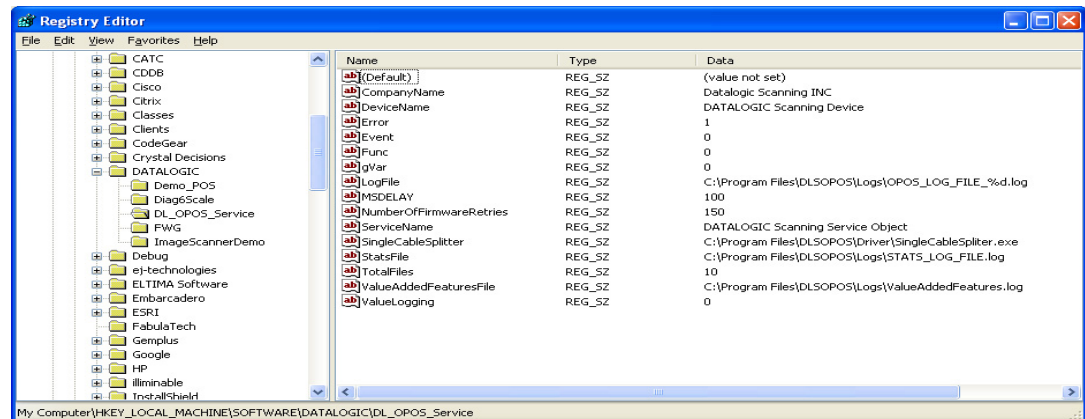 Registry Editor
File Edit View Favorites Help
CATC
CDDB
Cisco
Citrix
Classes
Clients
CodeGear
Crystal Decisions
DATALOGIC
Demo_POS
Diag6Scale
DL_OPOS_Service
FWG
ImageScannerDemo
Debug
ej-technologies
ELTIMA Software
Embarcadero
ESRI
FabulaTech
Gemplus
Google
HP
illiminable
InstallShield
Name Type Data
(Default) REG_SZ (value not set)
CompanyName REG_SZ Datalogic Scanning INC
DeviceName REG_SZ DATALOGIC Scanning Device
Error REG_SZ 1
Event REG_SZ 0
Func REG_SZ 0
gVar REG_SZ 0
LogFile REG_SZ C:\Program Files\DLSOPOS\Logs\OPOS_LOG_FILE_%d.log
MSDELAY REG_SZ 100
NumberOfFirmwareRetries REG_SZ 150
ServiceName REG_SZ DATALOGIC Scanning Service Object
SingleCableSplitter REG_SZ C:\Program Files\DLSOPOS\Driver\SingleCableSpliter.exe
StatsFile REG_SZ C:\Program Files\DLSOPOS\Logs\STATS_LOG_FILE.log
TotalFiles REG_SZ 10
ValueAddedFeaturesFile REG_SZ C:\Program Files\DLSOPOS\Logs\ValueAddedFeatures.log
ValueLogging REG_SZ 0
My Computer\HKEY_LOCAL_MACHINE\SOFTWARE\DATALOGIC\DL_OPOS_Service